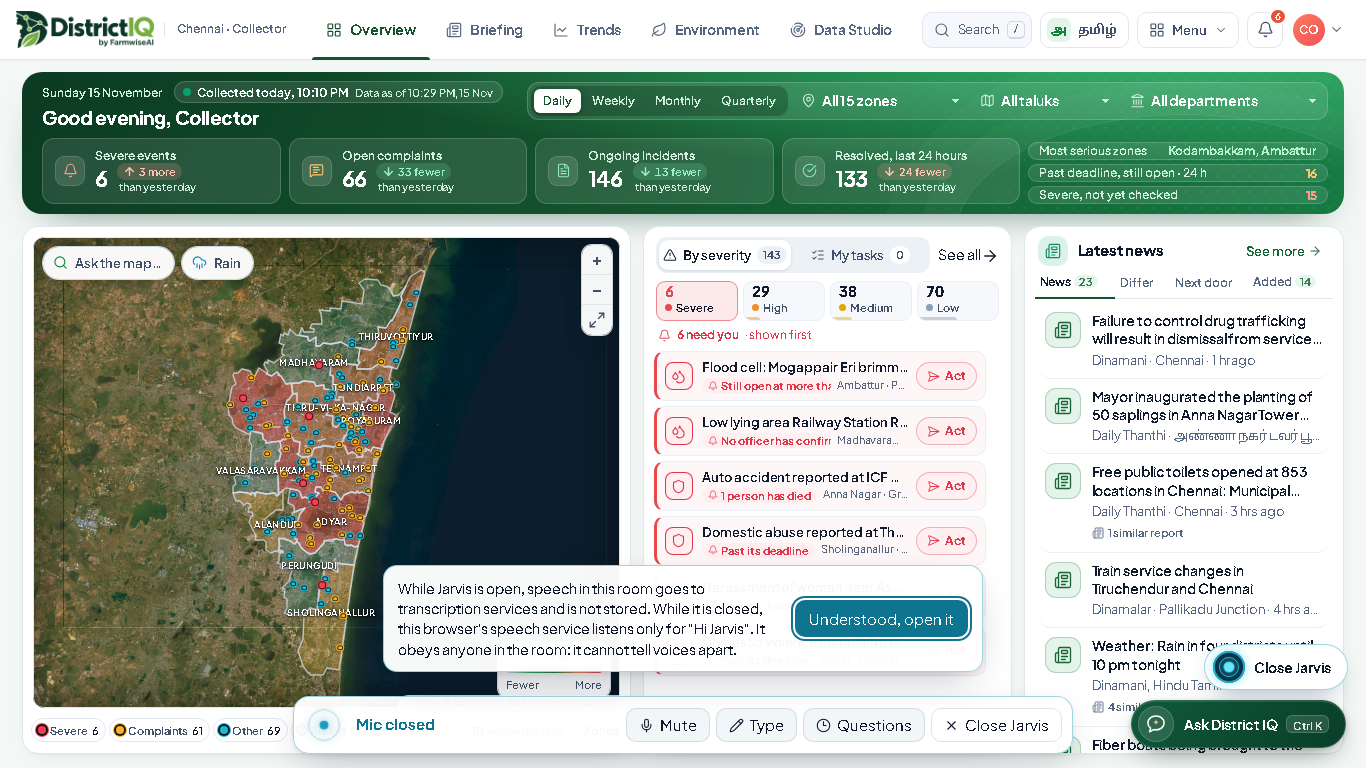 DistrictIQ
by FarmwiseAI
Chennai · Collector
Overview
Briefing
Trends
Environment
Data Studio
Search /
அ தமிழ்
Menu
6
CO
Sunday 15 November
Collected today, 10:10 PM Data as of 10:29 PM, 15 Nov
Good evening, Collector
Daily Weekly Monthly Quarterly
All 15 zones
All taluks
All departments
Severe events
6 ↑ 3 more
than yesterday
Open complaints
66 ↓ 33 fewer
than yesterday
Ongoing incidents
146 ↓ 13 fewer
than yesterday
Resolved, last 24 hours
133 ↓ 24 fewer
than yesterday
Most serious zones Kodambakkam, Ambattur
Past deadline, still open · 24 h 16
Severe, not yet checked 15
Ask the map...
Rain
+
−
THIRUVOTTIYUR
MADHAVARAM
TONDIARPET
THIRU-VI-KA-NAGAR
ROYAPURAM
VALASARAVAKKAM
TEYNAMPET
ALANDUR
ADYAR
PERUNGUDI
SHOLINGANALLUR
Fewer More
Severe 6
Complaints 61
Other 69
By severity 143
My tasks 0
See all →
6
Severe
29
High
38
Medium
70
Low
6 need you · shown first
Flood cell: Mogappair Eri brimm...
Still open at more tha Ambattur · P...
Act
Low lying area Railway Station R...
No officer has confir Madhavara...
Act
Auto accident reported at ICF ...
1 person has died Anna Nagar · Gr...
Act
Domestic abuse reported at Th...
Past its deadline Sholinganallur · ...
Act
While Jarvis is open, speech in this room goes to
transcription services and is not stored. While it is closed,
this browser's speech service listens only for "Hi Jarvis". It
obeys anyone in the room: it cannot tell voices apart.
Understood, open it
Mic closed
Mute
Type
Questions
Close Jarvis
Latest news
See more →
News 23
Differ
Next door
Added 14
Failure to control drug trafficking
will result in dismissal from service...
Dinamani · Chennai · 1 hr ago
Mayor inaugurated the planting of
50 saplings in Anna Nagar Tower...
Daily Thanthi · அண்ணா நகர் டவர் பூ...
Free public toilets opened at 853
locations in Chennai: Municipal...
Daily Thanthi · Chennai · 3 hrs ago
1 similar report
Train service changes in
Tiruchendur and Chennai
Dinamalar · Pallikadu Junction · 4 hrs a...
Weather: Rain in four districts until
10 pm tonight
Dinamani, Hindu Tam
4 simil
Fiber boats being brought to the
Close Jarvis
Ask District IQ Ctrl K